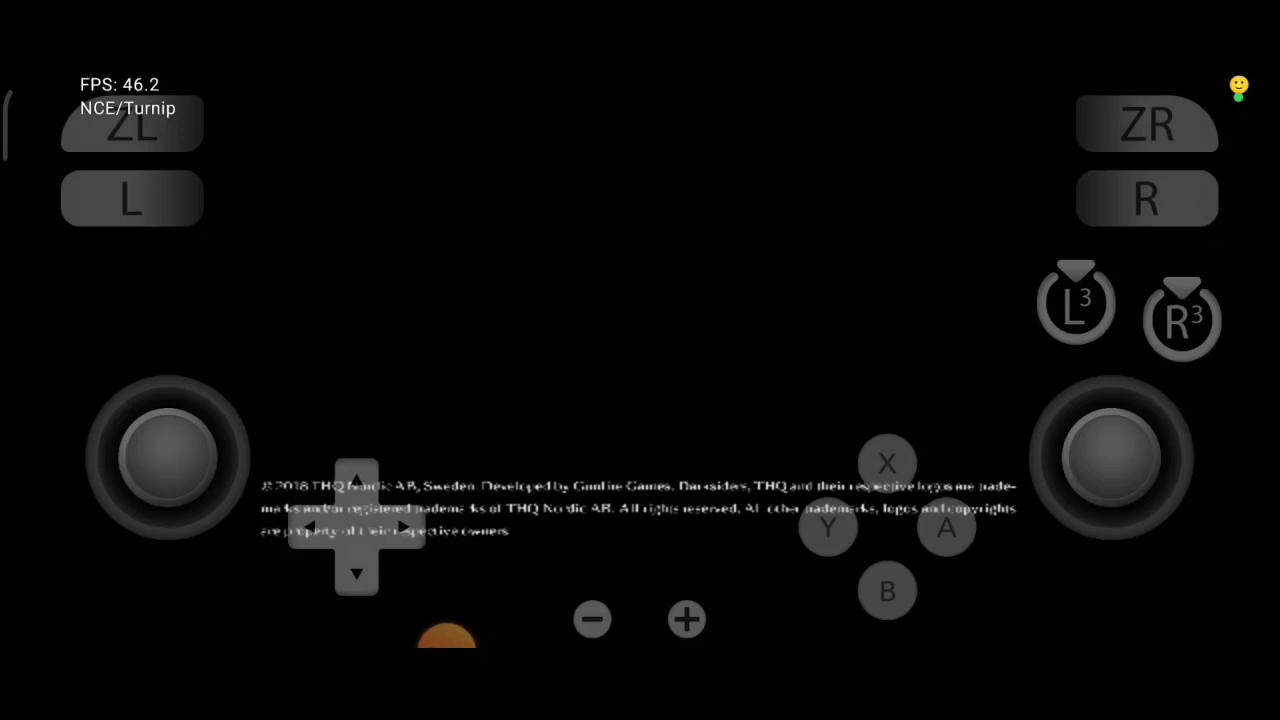 FPS: 46.2
NCE/Turnip
ZL
ZR
L
R
L3
R3
X
© 2018 THQ Nordic AB, Sweden. Developed by Gunfire Games. Darksiders, THQ and their respective logos are trade-
marks and/or registered trademarks of THQ Nordic AB. All rights reserved. All other trademarks, logos and copyrights
are property of their respective owners
Y
A
B